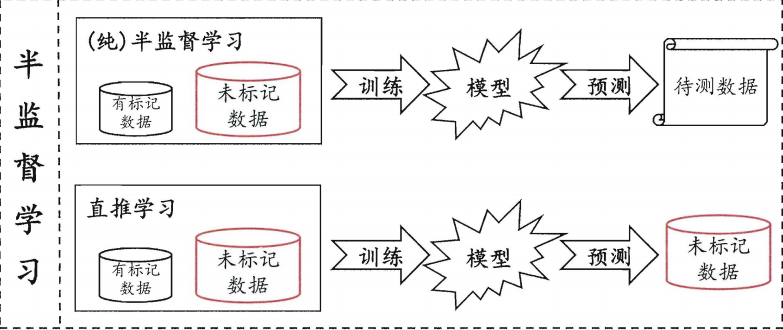 半监督学习
(纯)半监督学习
有标记
数据
未标记
数据
训练
模型
预测
待测数据
直推学习
有标记
数据
未标记
数据
训练
模型
预测
未标记
数据